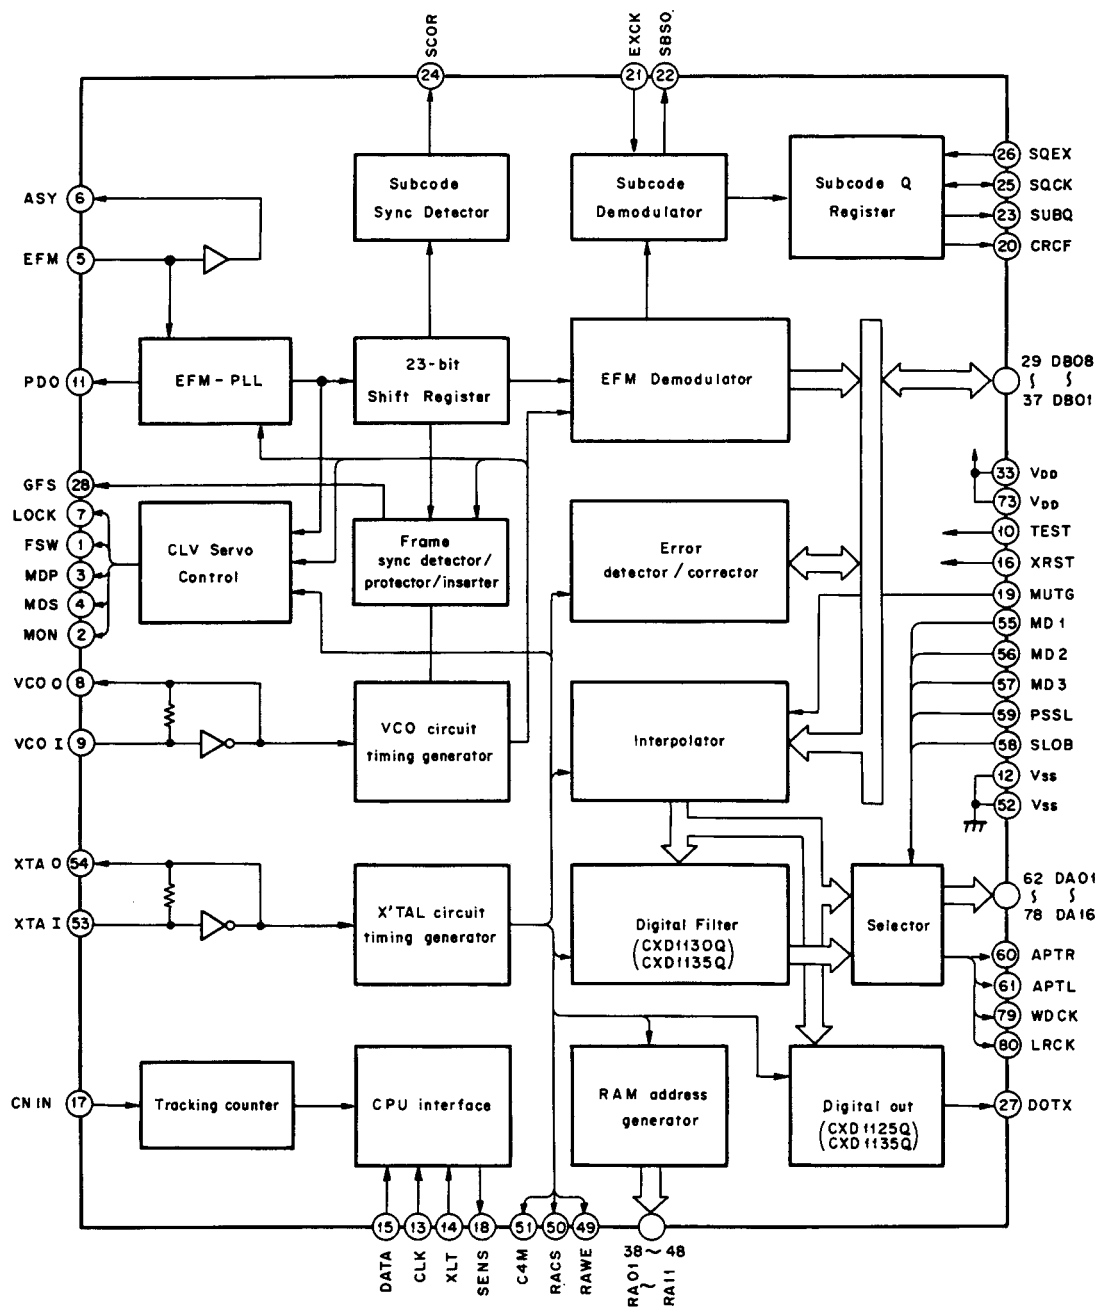 SCOR
EXCK
SBSO
24
21
22
Subcode
Sync Detector
Subcode
Demodulator
Subcode Q
Register
26 SQEX
25 SQCK
23 SUBQ
20 CRCF
ASY 6
EFM 5
PDO 11
EFM-PLL
23-bit
Shift Register
EFM Demodulator
29 DB08
37 DB01
GFS 28
LOCK 7
FSW 1
MDP 3
MDS 4
MON 2
CLV Servo
Control
Frame
sync detector/
protector/inserter
Error
detector/corrector
33 VDD
73 VDD
10 TEST
16 XRST
19 MUTG
55 MD1
56 MD2
57 MD3
59 PSSL
58 SLOB
12 Vss
52 Vss
VCO O 8
VCO I 9
VCO circuit
timing generator
Interpolator
XTA O 54
XTA I 53
X'TAL circuit
timing generator
Digital Filter
(CXD1130Q
CXD1135Q)
Selector
62 DA01
78 DA16
60 APTR
61 APTL
79 WDCK
80 LRCK
CNIN 17
Tracking counter
CPU interface
RAM address
generator
Digital out
(CXD1125Q
CXD1135Q)
27 DOTX
15
13
14
18
51
50
49
DATA
CLK
XLT
SENS
C4M
RACS
RAWE
38~48
RA01
~
RA11